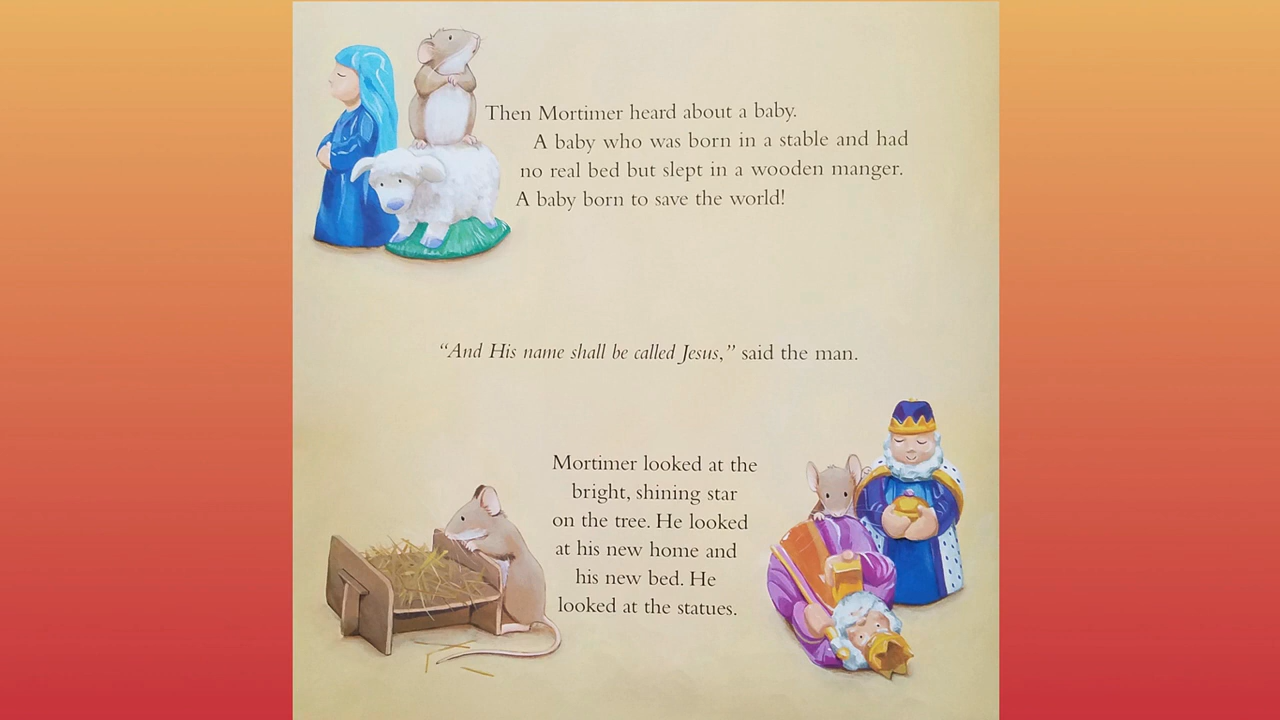 Then Mortimer heard about a baby.
A baby who was born in a stable and had
no real bed but slept in a wooden manger.
A baby born to save the world!
“And His name shall be called Jesus,” said the man.
Mortimer looked at the
bright, shining star
on the tree. He looked
at his new home and
his new bed. He
looked at the statues.